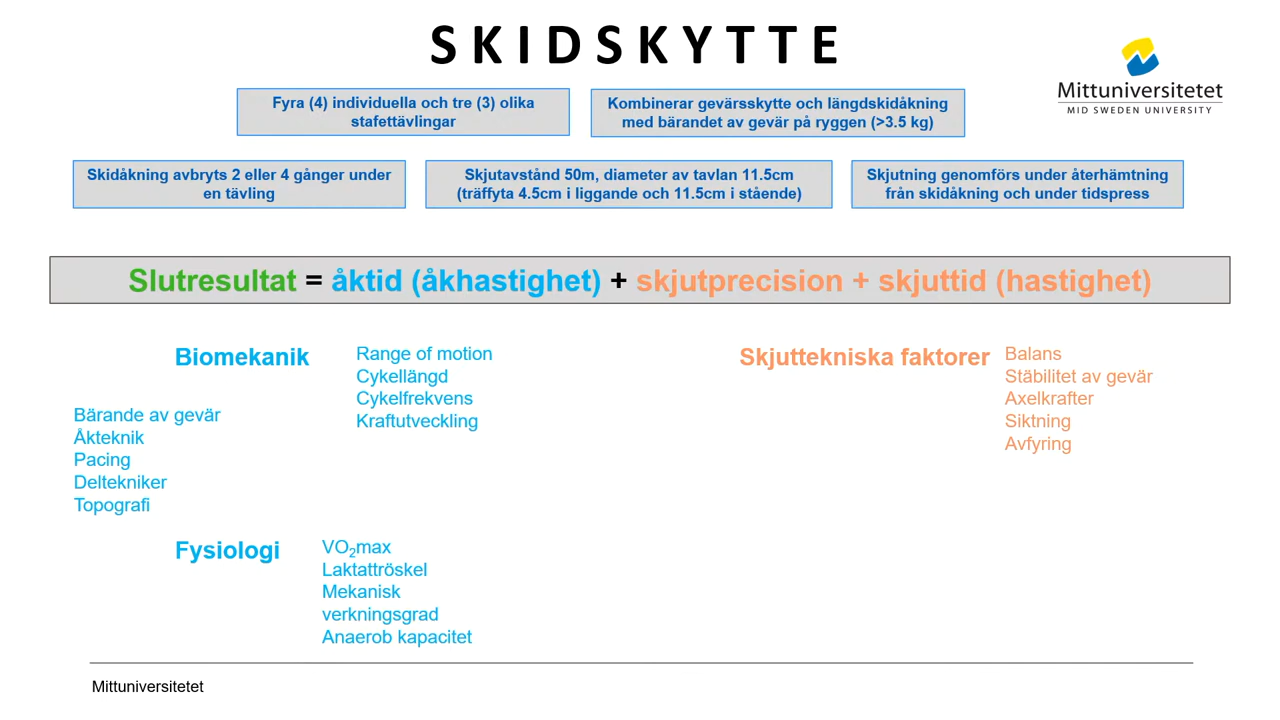 SKIDSKYTTE
Mittuniversitetet
MID SWEDEN UNIVERSITY
Fyra (4) individuella och tre (3) olika
stafettävlingar
Kombinerar gevärsskytte och längdskidåkning
med bärandet av gevär på ryggen (>3.5 kg)
Skidåkning avbryts 2 eller 4 gånger under
en tävling
Skjutavstånd 50m, diameter av tavlan 11.5cm
(träffyta 4.5cm i liggande och 11.5cm i stående)
Skjutning genomförs under återhämtning
från skidåkning och under tidspress
Slutresultat = åktid (åkhastighet) + skjutprecision + skjuttid (hastighet)
Biomekanik
Range of motion
Cykellängd
Cykelfrekvens
Kraftutveckling
Bärande av gevär
Åkteknik
Pacing
Deltekniker
Topografi
Fysiologi
VO₂max
Laktattröskel
Mekanisk
verkningsgrad
Anaerob kapacitet
Skjuttekniska faktorer
Balans
Stäbilitet av gevär
Axelkrafter
Siktning
Avfyring
Mittuniversitetet